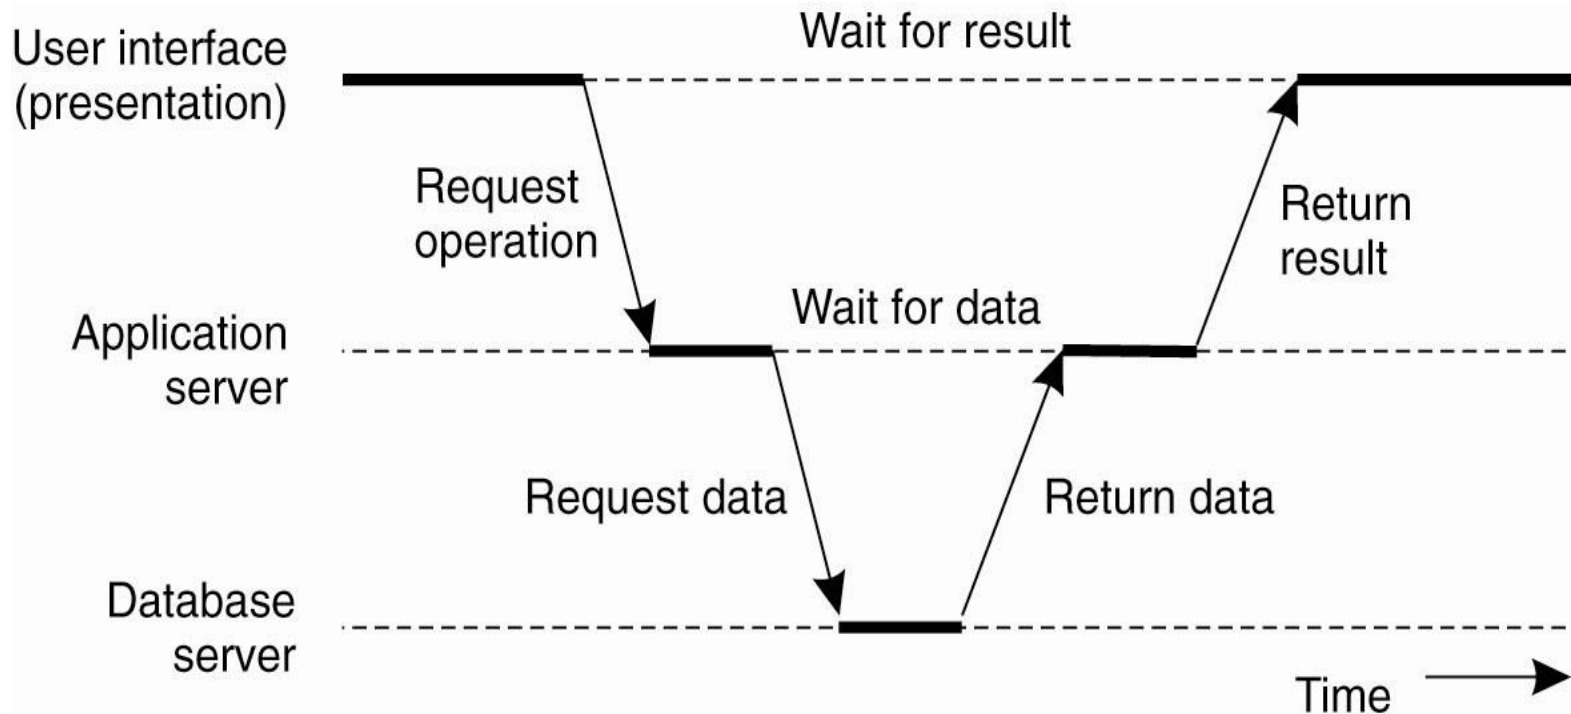 Wait for result
User interface
(presentation)
Request
operation
Return
result
Wait for data
Application
server
Request data
Return data
Database
server
Time